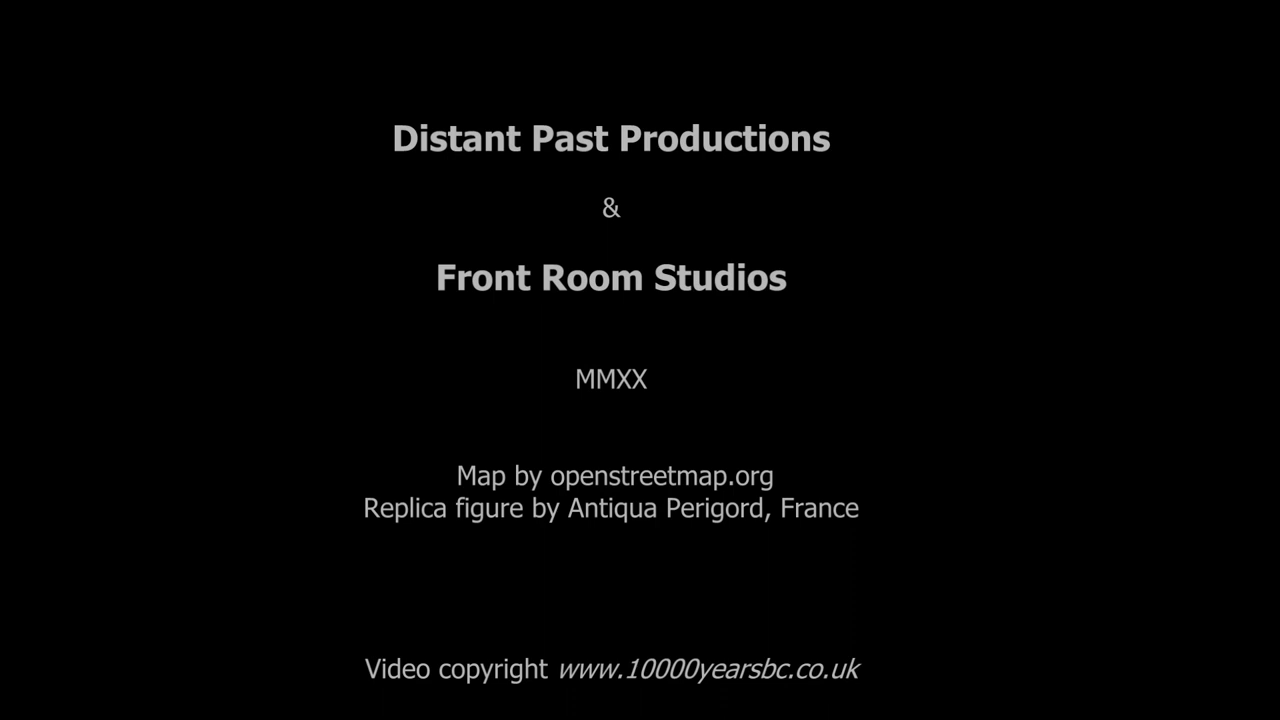 Distant Past Productions
&
Front Room Studios
MMXX
Map by openstreetmap.org
Replica figure by Antiqua Perigord, France
Video copyright www.10000yearsbc.co.uk